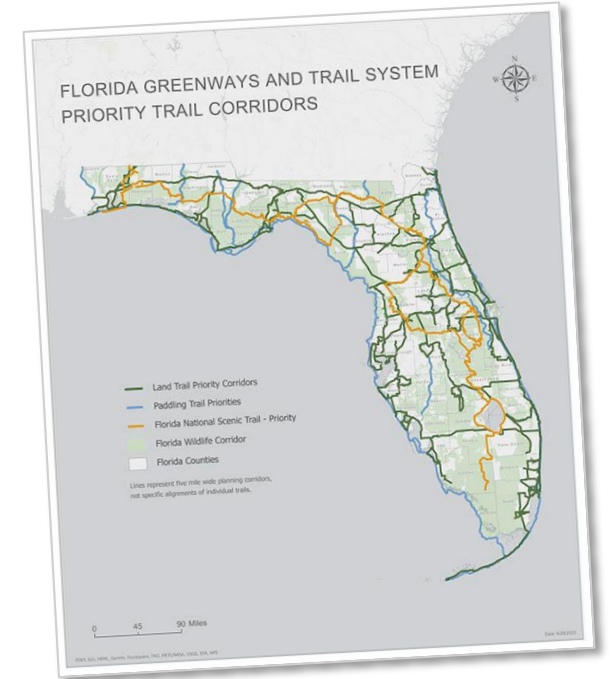 FLORIDA GREENWAYS AND TRAIL SYSTEM
PRIORITY TRAIL CORRIDORS
N
W E
S
Land Trail Priority Corridors
Paddling Trail Priorities
Florida National Scenic Trail - Priority
Florida Wildlife Corridor
Florida Counties
Lines represent five mile wide planning corridors,
not specific alignments of individual trails.
0 45 90 Miles